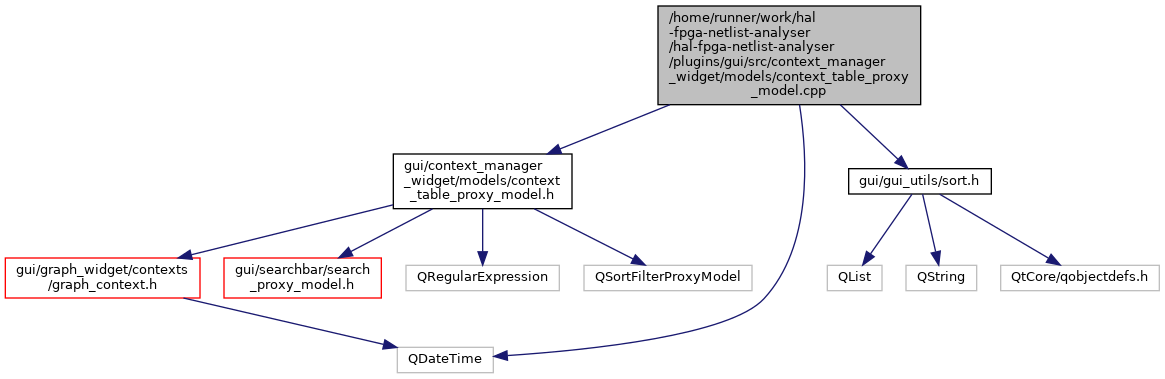 /home/runner/work/hal
-fpga-netlist-analyser
/hal-fpga-netlist-analyser
/plugins/gui/src/context_manager
_widget/models/context_table_proxy
_model.cpp
gui/context_manager
_widget/models/context
_table_proxy_model.h
gui/gui_utils/sort.h
gui/graph_widget/contexts
/graph_context.h
gui/searchbar/search
_proxy_model.h
QRegularExpression
QSortFilterProxyModel
QList
QString
QtCore/qobjectdefs.h
QDateTime